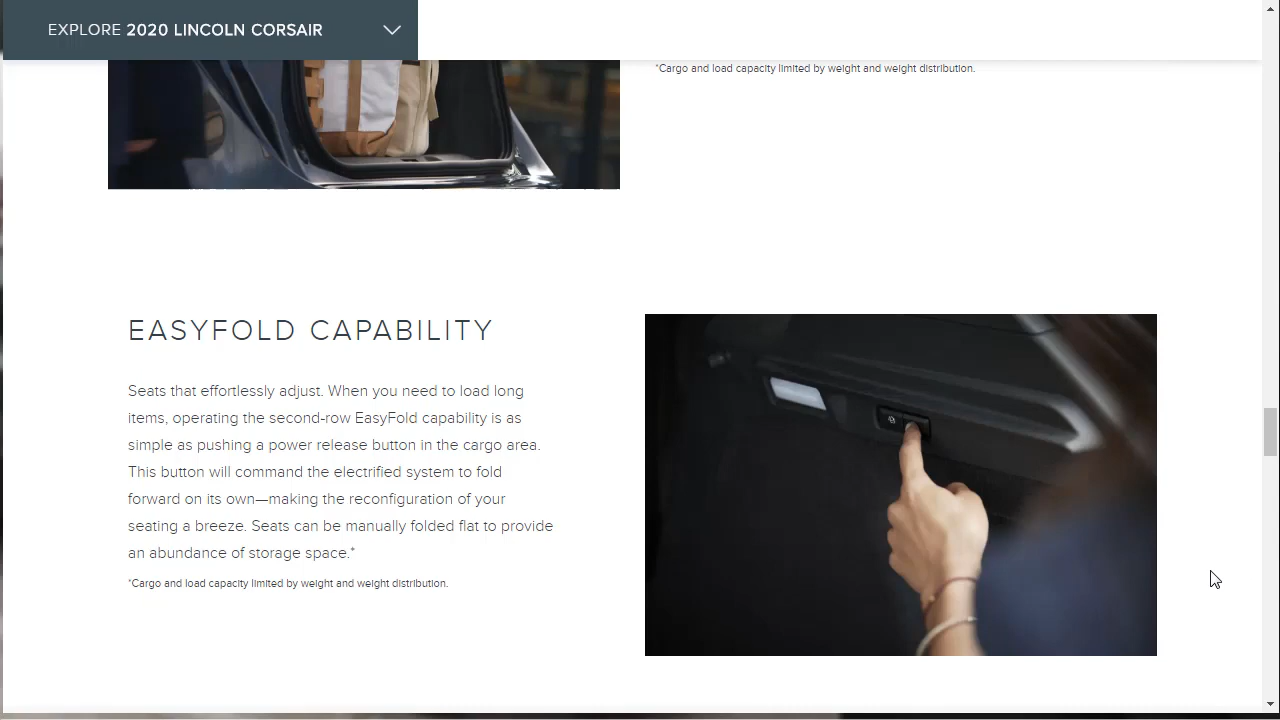 EXPLORE 2020 LINCOLN CORSAIR
*Cargo and load capacity limited by weight and weight distribution.
EASYFOLD CAPABILITY
Seats that effortlessly adjust. When you need to load long
items, operating the second-row EasyFold capability is as
simple as pushing a power release button in the cargo area.
This button will command the electrified system to fold
forward on its own—making the reconfiguration of your
seating a breeze. Seats can be manually folded flat to provide
an abundance of storage space.*
*Cargo and load capacity limited by weight and weight distribution.